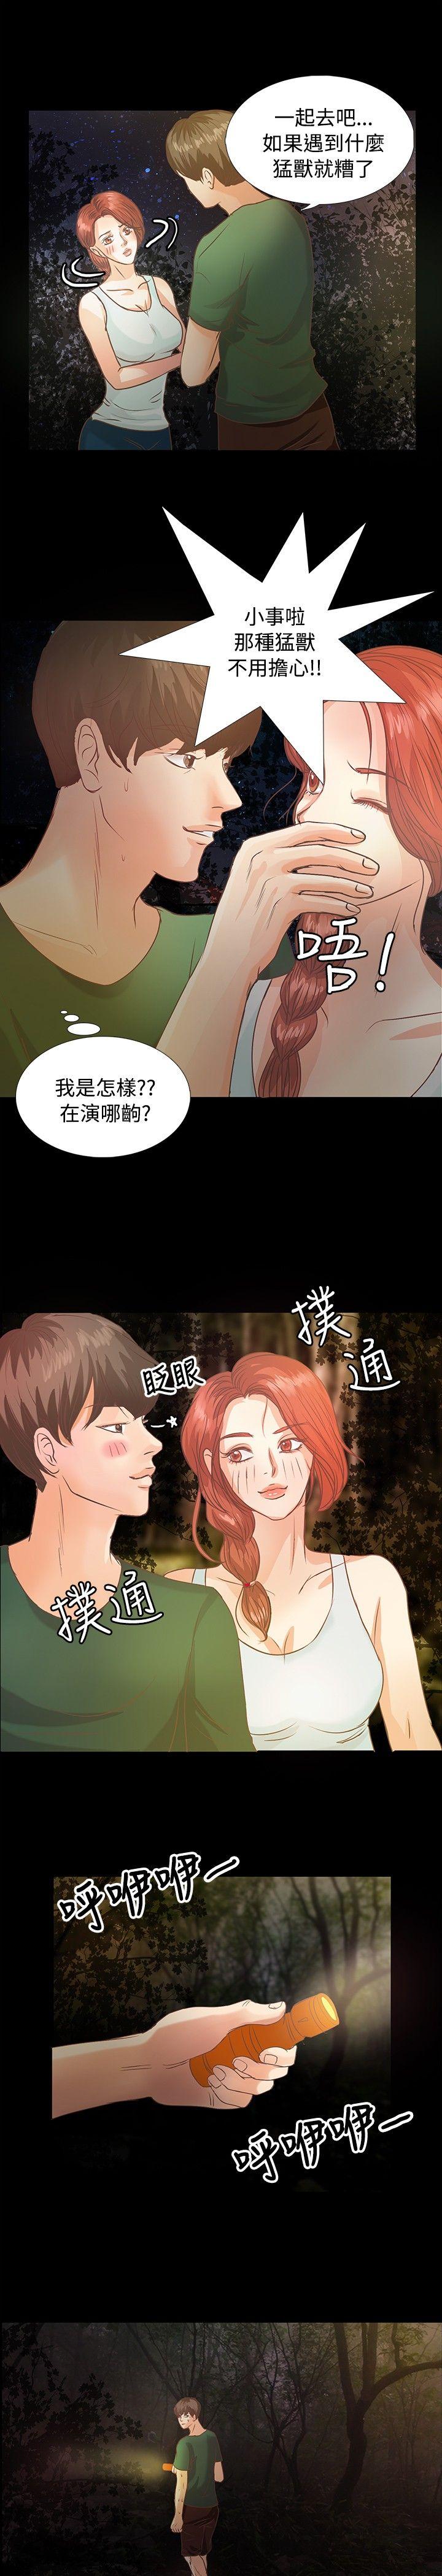 一起去吧...
如果遇到什麼
猛獸就糟了
小事啦
那種猛獸
不用擔心!!
唔!
我是怎樣??
在演哪齣?
撲通
眨眼
撲通
呼咿咿一
呼咿咿一